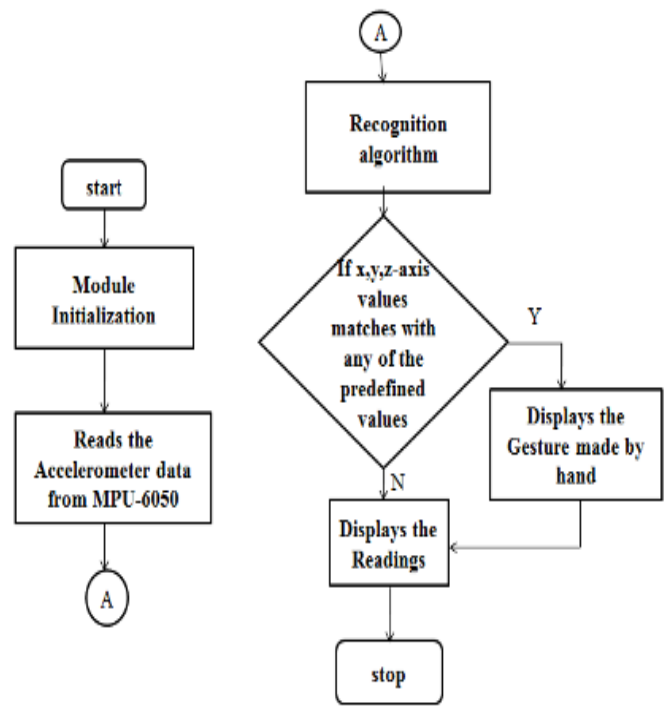 start
Module
Initialization
Reads the
Accelerometer data
from MPU-6050
A
A
Recognition
algorithm
If x,y,z-axis
values
matches with
any of the
predefined
values
Y
Displays the
Gesture made by
hand
N
Displays the
Readings
stop